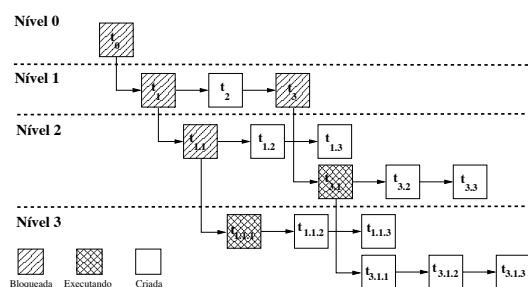 Nível 0
t0
Nível 1
t1 t2 t3
Nível 2
t1.1 t1.2 t1.3
t3.1 t3.2 t3.3
Nível 3
t1.1.1 t1.1.2 t1.1.3
t3.1.1 t3.1.2 t3.1.3
Bloqueada Executando Criada